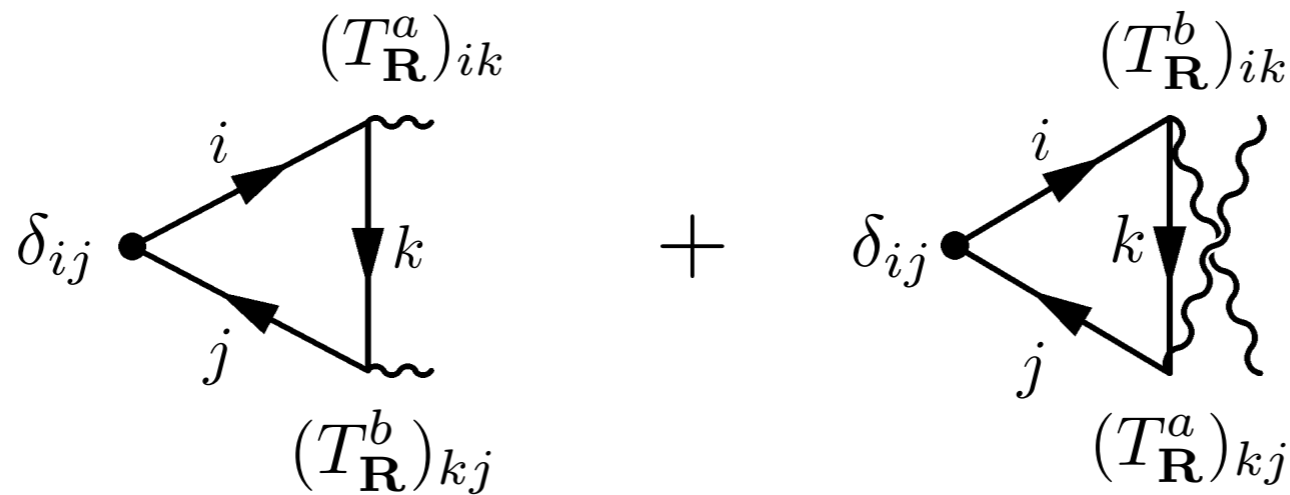 (T^a_R)_{ik}
i
δ_{ij}
k
j
(T^b_R)_{kj}
+
(T^b_R)_{ik}
i
δ_{ij}
k
j
(T^a_R)_{kj}